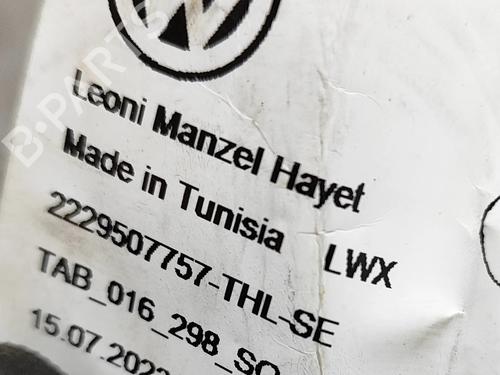 B-PARTS
Leoni Manzel Hayet
Made in Tunisia LWX
2229507757-THL-SE
TAB_016_298_SO